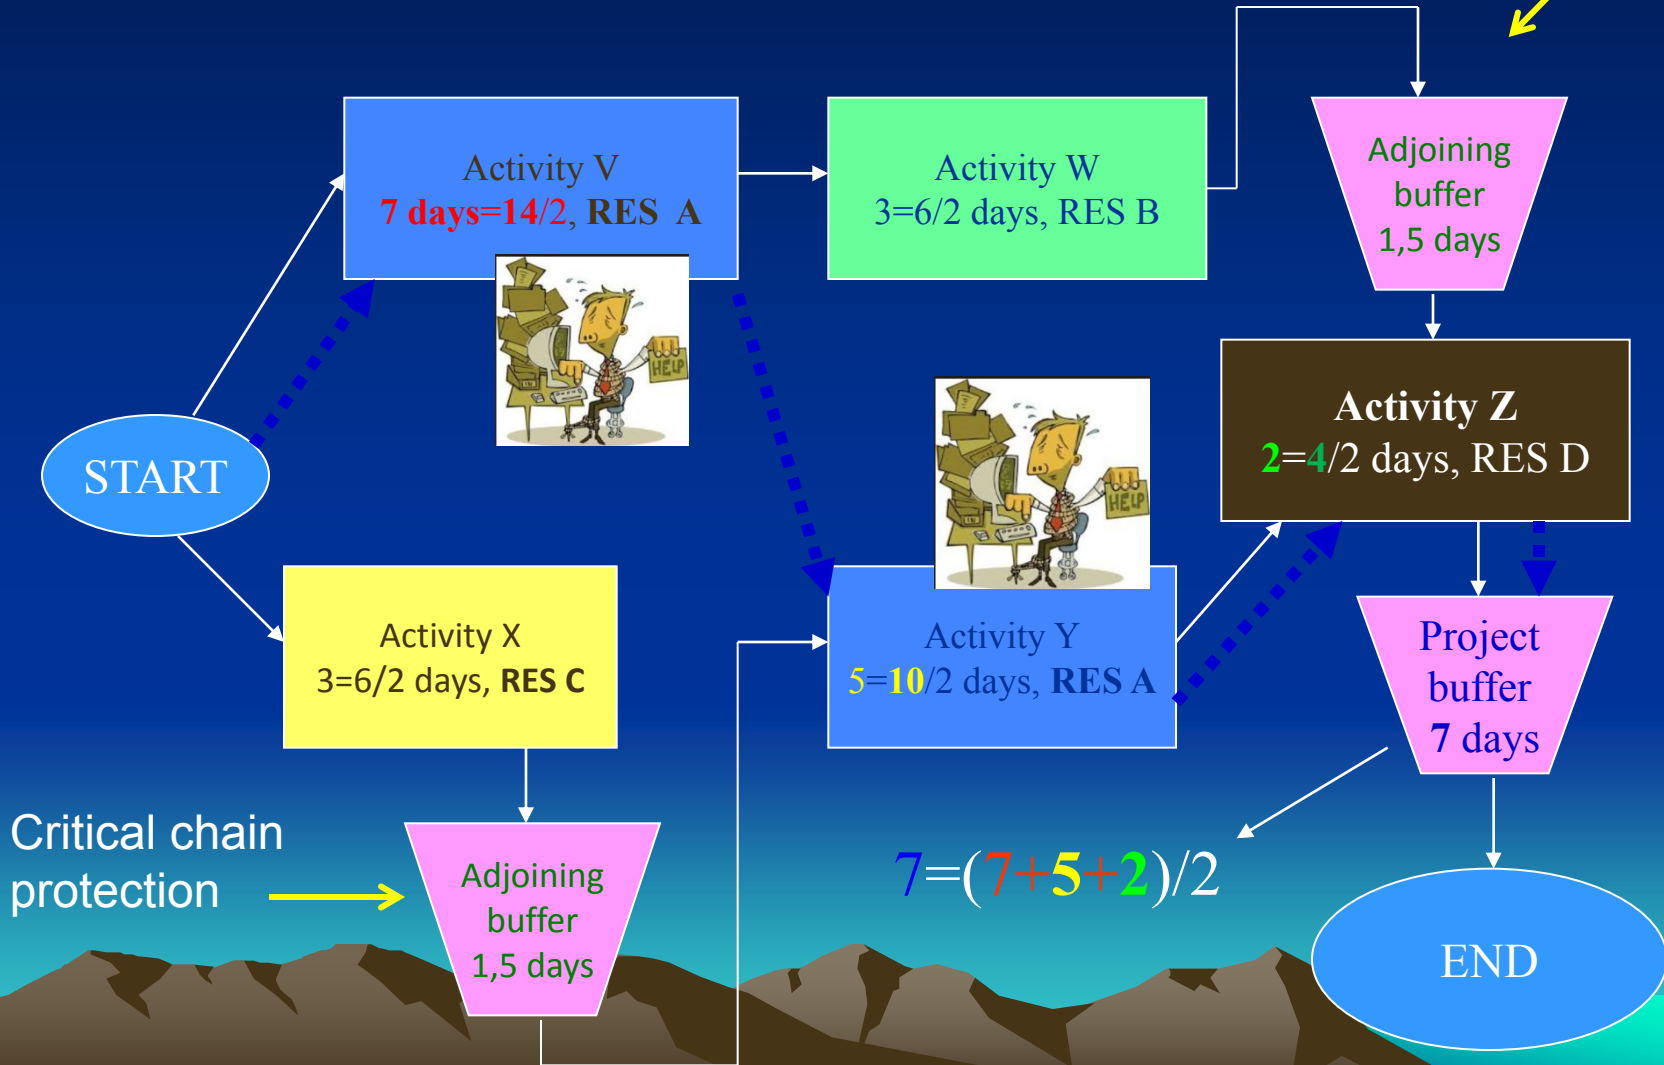 Activity V
7 days=14/2, RES A
Activity W
3=6/2 days, RES B
Adjoining
buffer
1,5 days
HELP
START
HELP
Activity Z
2=4/2 days, RES D
Activity X
3=6/2 days, RES C
Activity Y
5=10/2 days, RES A
Project
buffer
7 days
Critical chain
protection
Adjoining
buffer
1,5 days
7=(7+5+2)/2
END